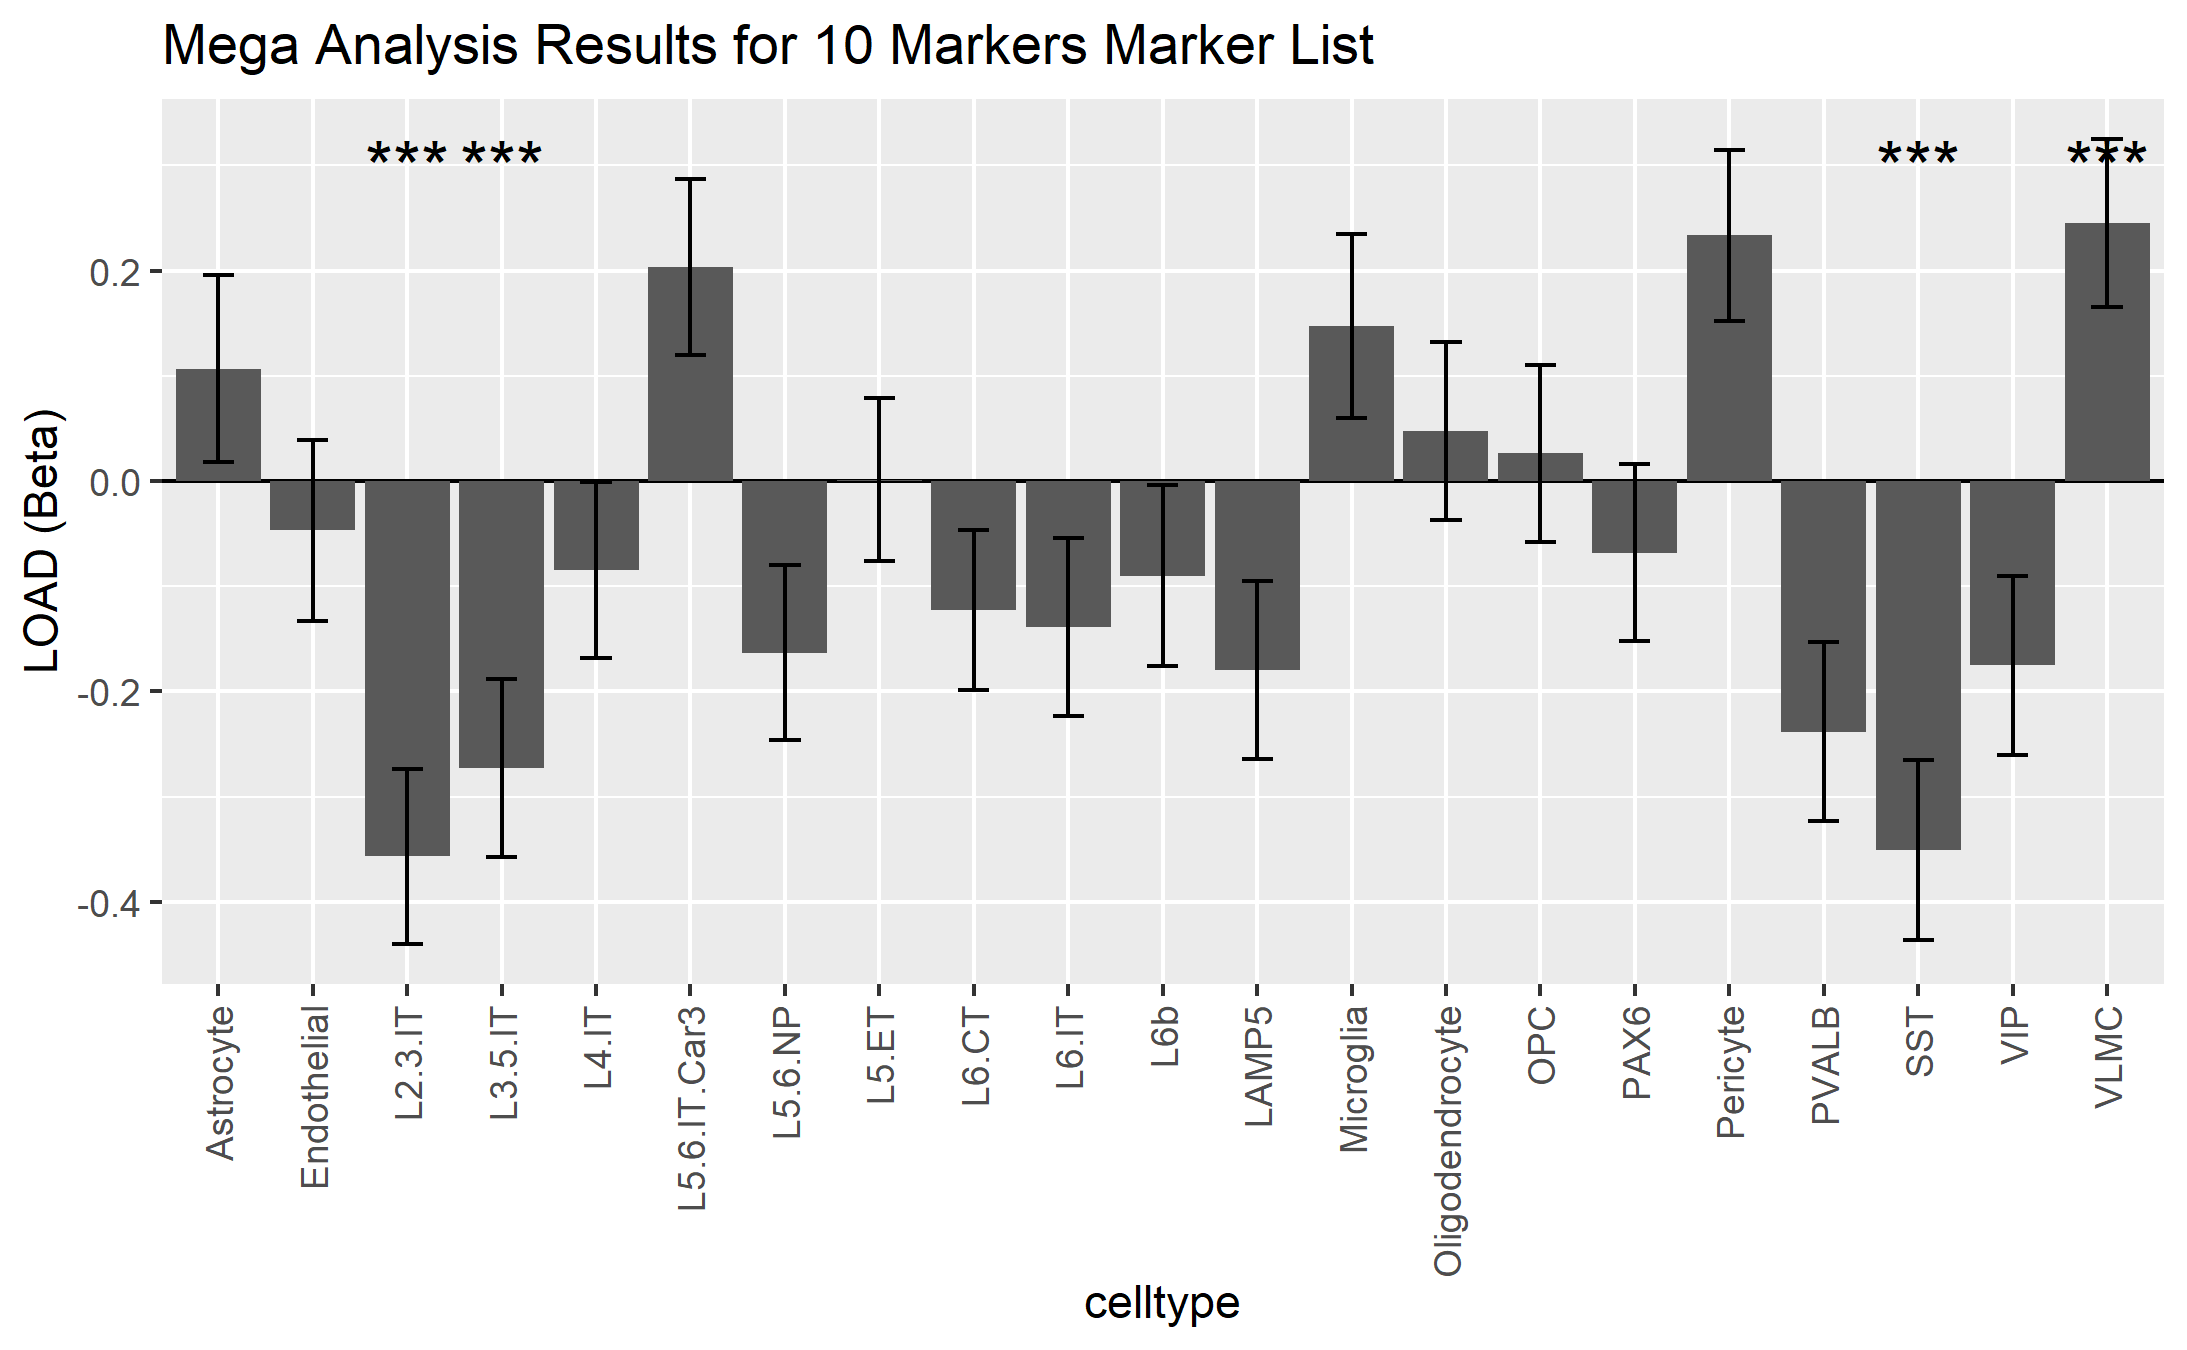 Mega Analysis Results for 10 Markers Marker List
*** *** *** ***
LOAD (Beta)
0.2
0.0
-0.2
-0.4
Astrocyte
Endothelial
L2.3.IT
L3.5.IT
L4.IT
L5.6.IT.Car3
L5.6.NP
L5.ET
L6.CT
L6.IT
L6b
LAMP5
Microglia
Oligodendrocyte
OPC
PAX6
Pericyte
PVALB
SST
VIP
VLMC
celltype